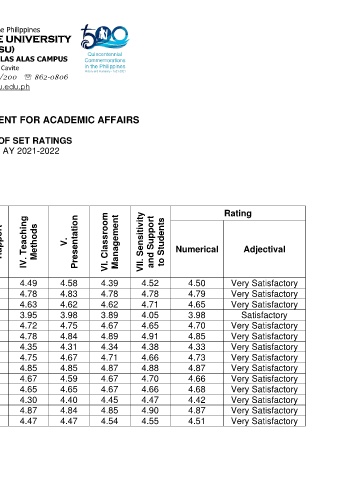 e Philippines
E UNIVERSITY
SU)
LAS ALAS CAMPUS
Cavite
/200 ☏ 862-0806
u.edu.ph
500
Quincentennial
Commemorations
in the Philippines
ENT FOR ACADEMIC AFFAIRS
OF SET RATINGS
AY 2021-2022
IV. Teaching Methods
V. Presentation
VI. Classroom Management
VII. Sensitivity and Support to Students
Rating
Numerical Adjectival
4.49 4.58 4.39 4.52 4.50 Very Satisfactory
4.78 4.83 4.78 4.78 4.79 Very Satisfactory
4.63 4.62 4.62 4.71 4.65 Very Satisfactory
3.95 3.98 3.89 4.05 3.98 Satisfactory
4.72 4.75 4.67 4.65 4.70 Very Satisfactory
4.78 4.84 4.89 4.91 4.85 Very Satisfactory
4.35 4.31 4.34 4.38 4.33 Very Satisfactory
4.75 4.67 4.71 4.66 4.73 Very Satisfactory
4.85 4.85 4.87 4.88 4.87 Very Satisfactory
4.67 4.59 4.67 4.70 4.66 Very Satisfactory
4.65 4.65 4.67 4.66 4.68 Very Satisfactory
4.30 4.40 4.45 4.47 4.42 Very Satisfactory
4.87 4.84 4.85 4.90 4.87 Very Satisfactory
4.47 4.47 4.54 4.55 4.51 Very Satisfactory